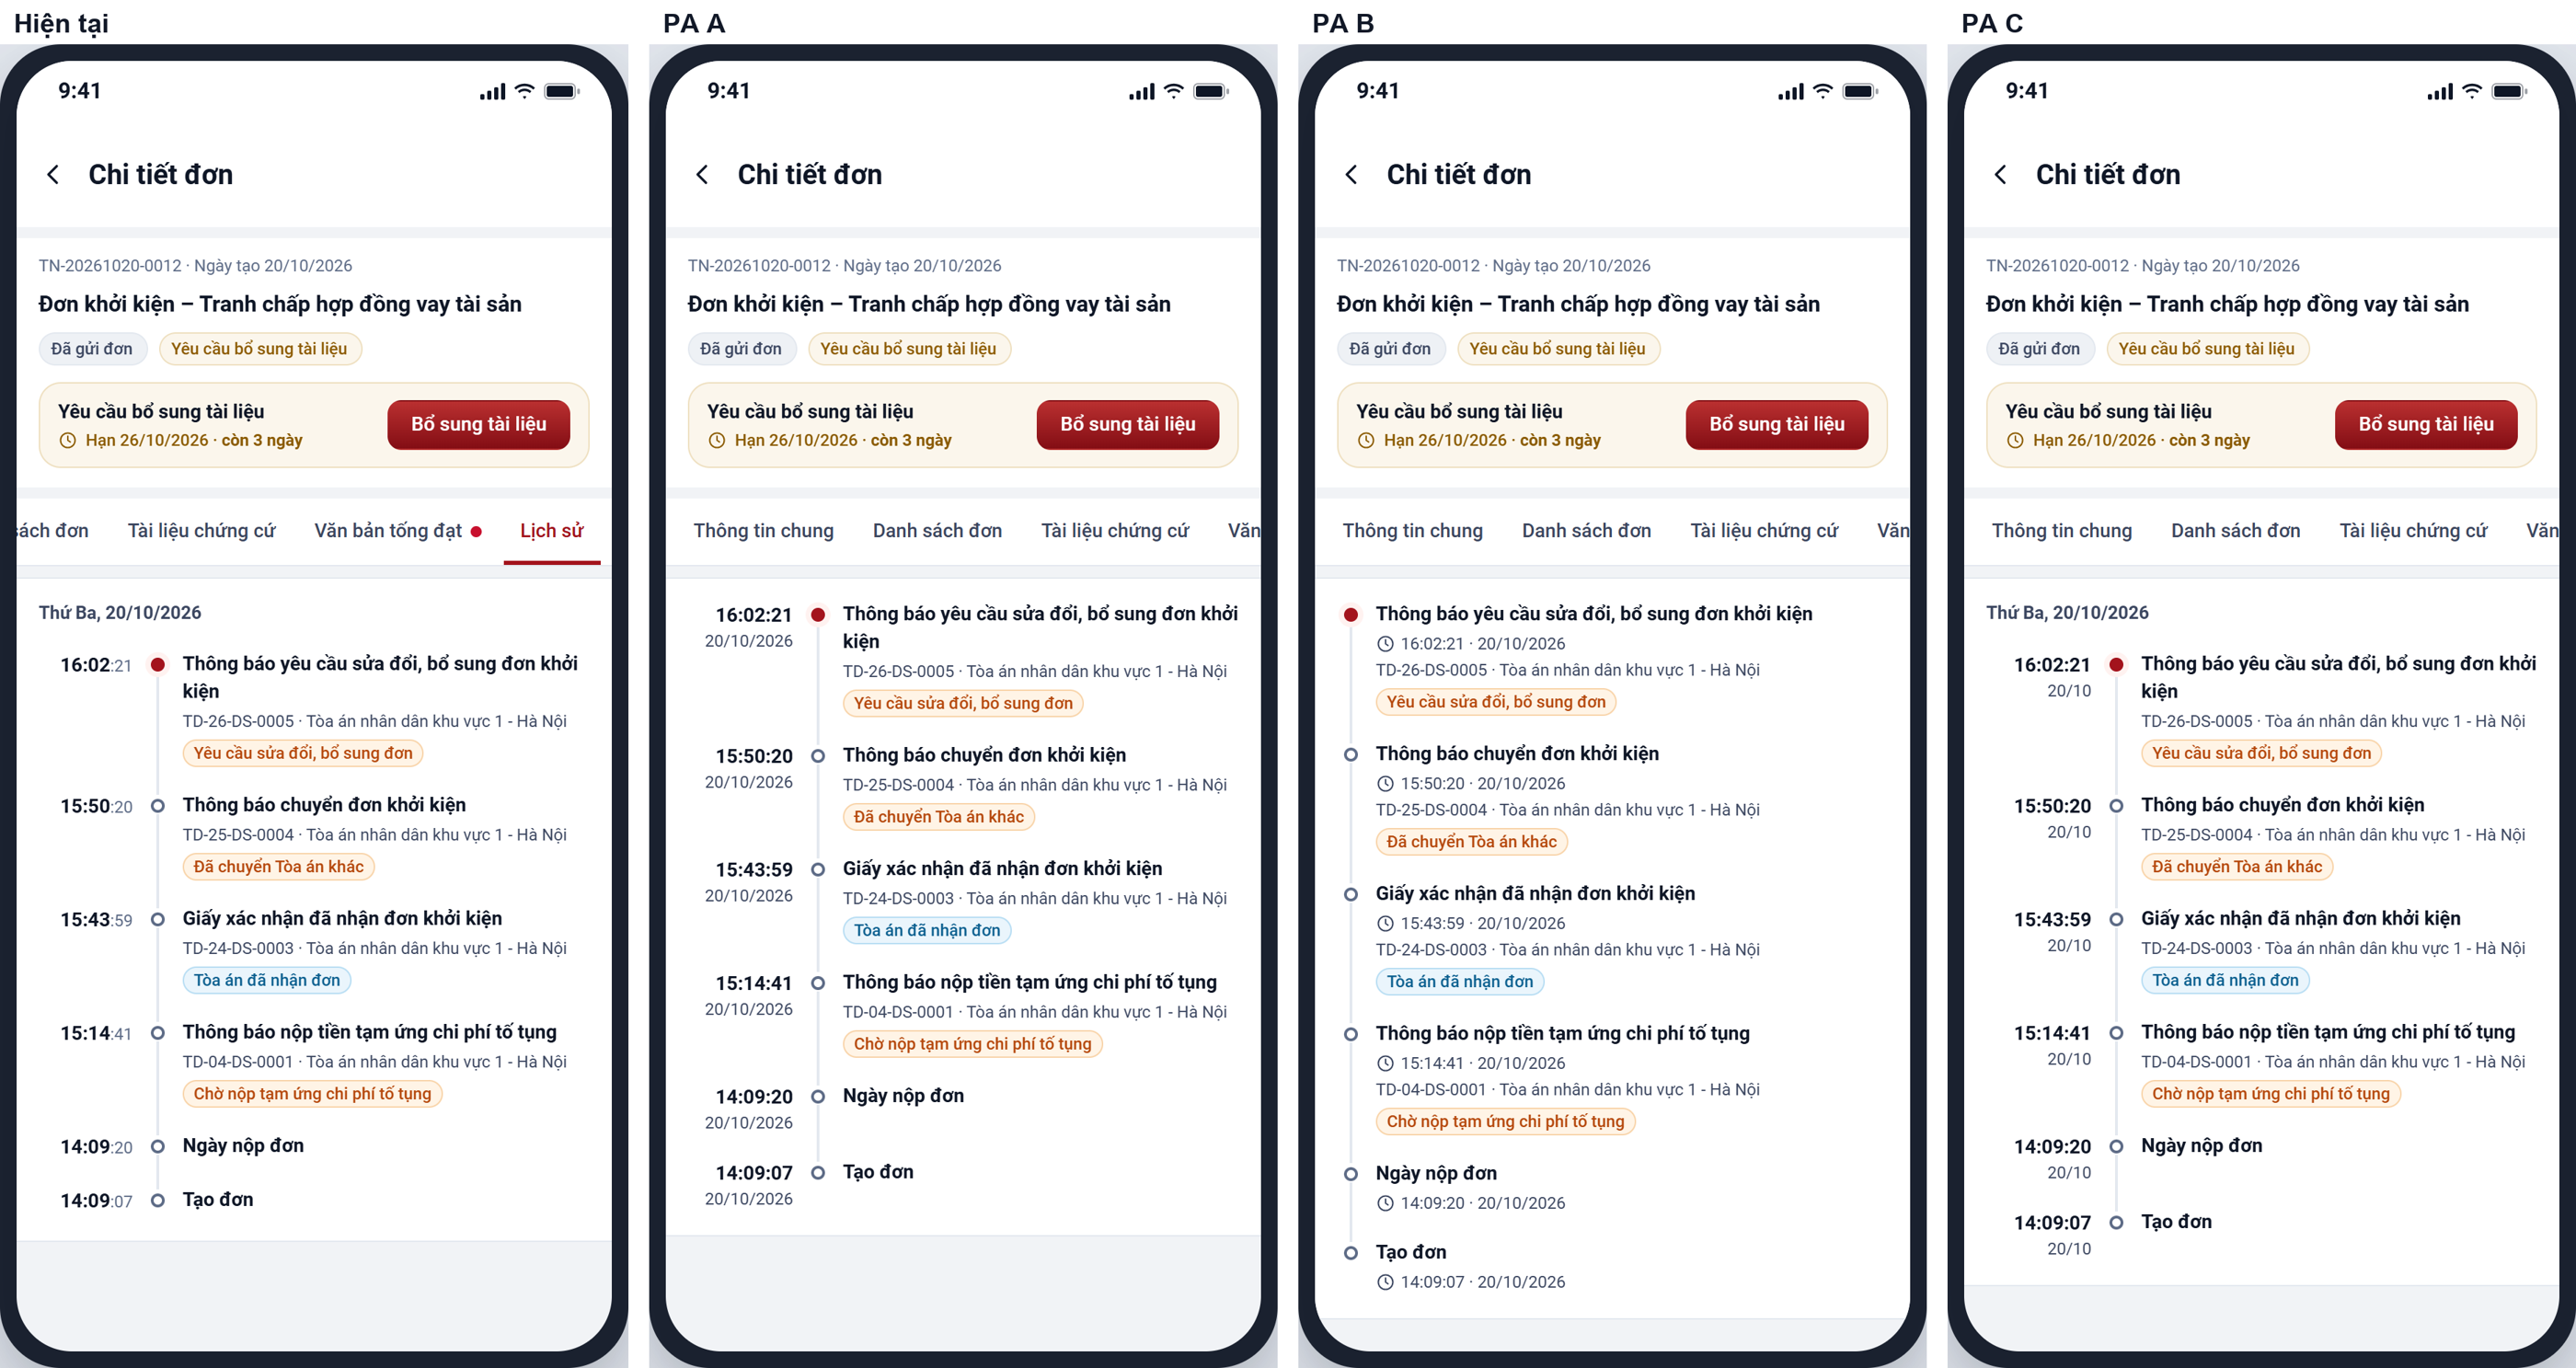 Hiện tại
9:41
Chi tiết đơn
TN-20261020-0012 · Ngày tạo 20/10/2026
Đơn khởi kiện – Tranh chấp hợp đồng vay tài sản
Đã gửi đơn
Yêu cầu bổ sung tài liệu
Yêu cầu bổ sung tài liệu
Hạn 26/10/2026 · còn 3 ngày
Bổ sung tài liệu
sách đơn
Tài liệu chứng cứ
Văn bản tống đạt
Lịch sử
Thứ Ba, 20/10/2026
16:02:21
Thông báo yêu cầu sửa đổi, bổ sung đơn khởi
kiện
TD-26-DS-0005 · Tòa án nhân dân khu vực 1 - Hà Nội
Yêu cầu sửa đổi, bổ sung đơn
15:50:20
Thông báo chuyển đơn khởi kiện
TD-25-DS-0004 · Tòa án nhân dân khu vực 1 - Hà Nội
Đã chuyển Tòa án khác
15:43:59
Giấy xác nhận đã nhận đơn khởi kiện
TD-24-DS-0003 · Tòa án nhân dân khu vực 1 - Hà Nội
Tòa án đã nhận đơn
15:14:41
Thông báo nộp tiền tạm ứng chi phí tố tụng
TD-04-DS-0001 · Tòa án nhân dân khu vực 1 - Hà Nội
Chờ nộp tạm ứng chi phí tố tụng
14:09:20
Ngày nộp đơn
14:09:07
Tạo đơn
PA A
9:41
Chi tiết đơn
TN-20261020-0012 · Ngày tạo 20/10/2026
Đơn khởi kiện – Tranh chấp hợp đồng vay tài sản
Đã gửi đơn
Yêu cầu bổ sung tài liệu
Yêu cầu bổ sung tài liệu
Hạn 26/10/2026 · còn 3 ngày
Bổ sung tài liệu
Thông tin chung
Danh sách đơn
Tài liệu chứng cứ
Văn
16:02:21
20/10/2026
Thông báo yêu cầu sửa đổi, bổ sung đơn khởi
kiện
TD-26-DS-0005 · Tòa án nhân dân khu vực 1 - Hà Nội
Yêu cầu sửa đổi, bổ sung đơn
15:50:20
20/10/2026
Thông báo chuyển đơn khởi kiện
TD-25-DS-0004 · Tòa án nhân dân khu vực 1 - Hà Nội
Đã chuyển Tòa án khác
15:43:59
20/10/2026
Giấy xác nhận đã nhận đơn khởi kiện
TD-24-DS-0003 · Tòa án nhân dân khu vực 1 - Hà Nội
Tòa án đã nhận đơn
15:14:41
20/10/2026
Thông báo nộp tiền tạm ứng chi phí tố tụng
TD-04-DS-0001 · Tòa án nhân dân khu vực 1 - Hà Nội
Chờ nộp tạm ứng chi phí tố tụng
14:09:20
20/10/2026
Ngày nộp đơn
14:09:07
20/10/2026
Tạo đơn
PA B
9:41
Chi tiết đơn
TN-20261020-0012 · Ngày tạo 20/10/2026
Đơn khởi kiện – Tranh chấp hợp đồng vay tài sản
Đã gửi đơn
Yêu cầu bổ sung tài liệu
Yêu cầu bổ sung tài liệu
Hạn 26/10/2026 · còn 3 ngày
Bổ sung tài liệu
Thông tin chung
Danh sách đơn
Tài liệu chứng cứ
Văn
Thông báo yêu cầu sửa đổi, bổ sung đơn khởi kiện
16:02:21 · 20/10/2026
TD-26-DS-0005 · Tòa án nhân dân khu vực 1 - Hà Nội
Yêu cầu sửa đổi, bổ sung đơn
Thông báo chuyển đơn khởi kiện
15:50:20 · 20/10/2026
TD-25-DS-0004 · Tòa án nhân dân khu vực 1 - Hà Nội
Đã chuyển Tòa án khác
Giấy xác nhận đã nhận đơn khởi kiện
15:43:59 · 20/10/2026
TD-24-DS-0003 · Tòa án nhân dân khu vực 1 - Hà Nội
Tòa án đã nhận đơn
Thông báo nộp tiền tạm ứng chi phí tố tụng
15:14:41 · 20/10/2026
TD-04-DS-0001 · Tòa án nhân dân khu vực 1 - Hà Nội
Chờ nộp tạm ứng chi phí tố tụng
Ngày nộp đơn
14:09:20 · 20/10/2026
Tạo đơn
14:09:07 · 20/10/2026
PA C
9:41
Chi tiết đơn
TN-20261020-0012 · Ngày tạo 20/10/2026
Đơn khởi kiện – Tranh chấp hợp đồng vay tài sản
Đã gửi đơn
Yêu cầu bổ sung tài liệu
Yêu cầu bổ sung tài liệu
Hạn 26/10/2026 · còn 3 ngày
Bổ sung tài liệu
Thông tin chung
Danh sách đơn
Tài liệu chứng cứ
Văn
Thứ Ba, 20/10/2026
16:02:21
20/10
Thông báo yêu cầu sửa đổi, bổ sung đơn khởi
kiện
TD-26-DS-0005 · Tòa án nhân dân khu vực 1 - Hà Nội
Yêu cầu sửa đổi, bổ sung đơn
15:50:20
20/10
Thông báo chuyển đơn khởi kiện
TD-25-DS-0004 · Tòa án nhân dân khu vực 1 - Hà Nội
Đã chuyển Tòa án khác
15:43:59
20/10
Giấy xác nhận đã nhận đơn khởi kiện
TD-24-DS-0003 · Tòa án nhân dân khu vực 1 - Hà Nội
Tòa án đã nhận đơn
15:14:41
20/10
Thông báo nộp tiền tạm ứng chi phí tố tụng
TD-04-DS-0001 · Tòa án nhân dân khu vực 1 - Hà Nội
Chờ nộp tạm ứng chi phí tố tụng
14:09:20
20/10
Ngày nộp đơn
14:09:07
20/10
Tạo đơn